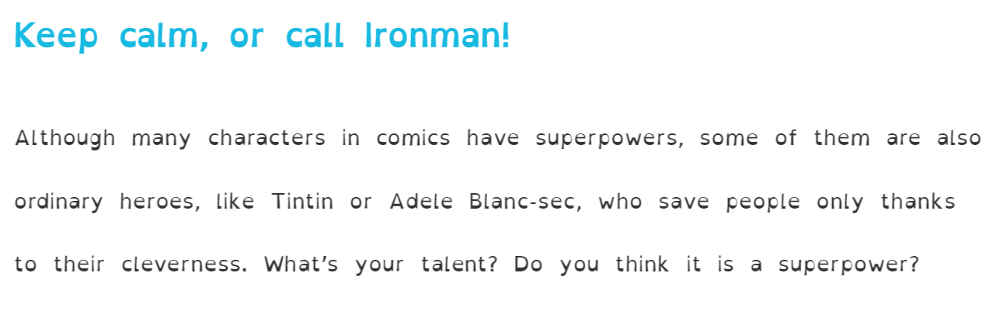 Keep calm, or call Ironman!
Although many characters in comics have superpowers, some of them are also
ordinary heroes, like Tintin or Adele Blanc-sec, who save people only thanks
to their cleverness. What's your talent? Do you think it is a superpower?